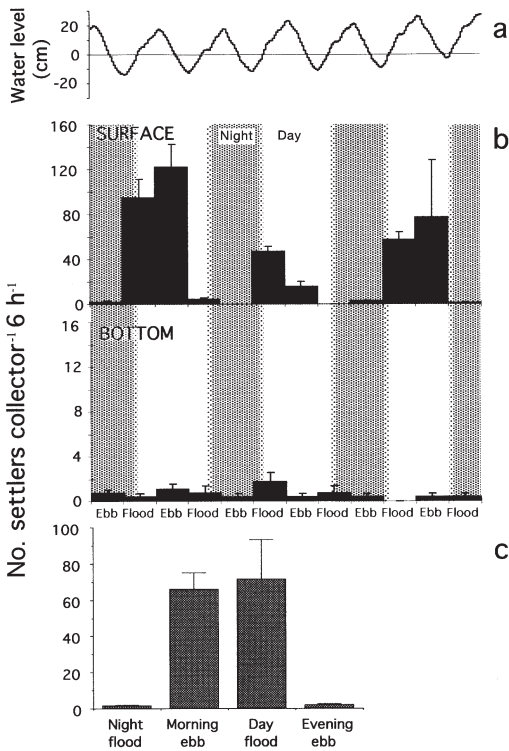 a
Water level
(cm)
20
0
-20
b
SURFACE
Night
Day
160
120
80
40
0
BOTTOM
16
12
8
4
0
Ebb Flood Ebb Flood Ebb Flood Ebb Flood Ebb Flood Ebb Flood
No. settlers collector⁻¹ 6 h⁻¹
c
100
80
60
40
20
0
Night flood
Morning ebb
Day flood
Evening ebb